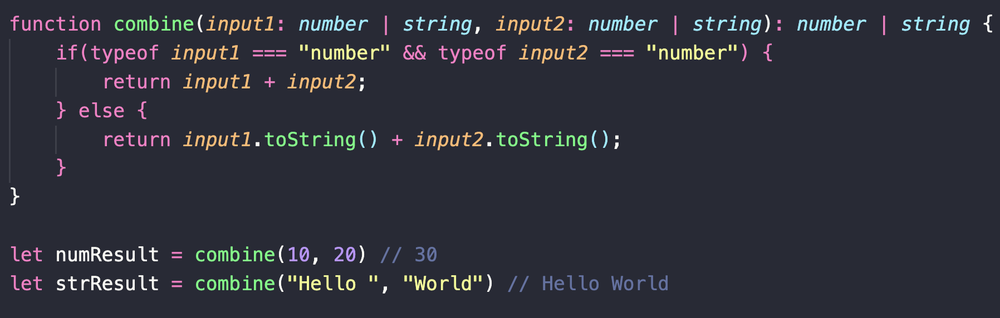 function combine(input1: number | string, input2: number | string): number | string {
    if(typeof input1 === "number" && typeof input2 === "number") {
        return input1 + input2;
    } else {
        return input1.toString() + input2.toString();
    }
}

let numResult = combine(10, 20) // 30
let strResult = combine("Hello ", "World") // Hello World